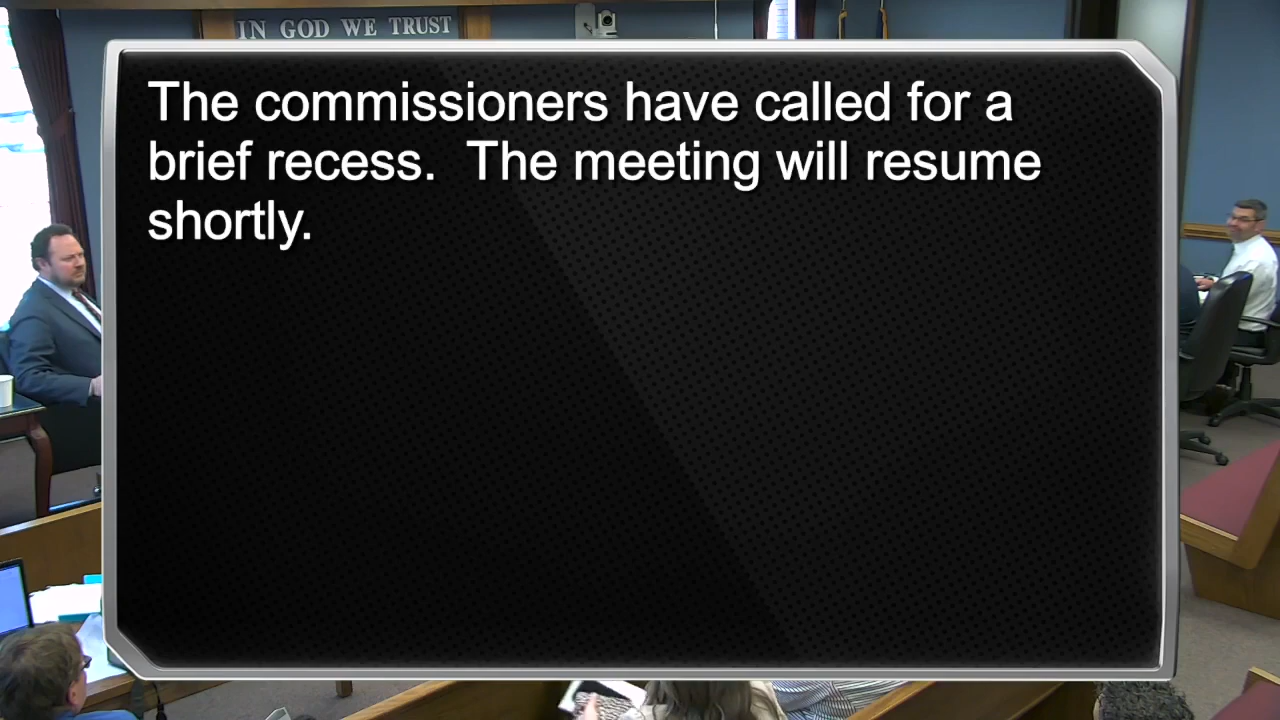 IN GOD WE TRUST
The commissioners have called for a
brief recess.  The meeting will resume
shortly.